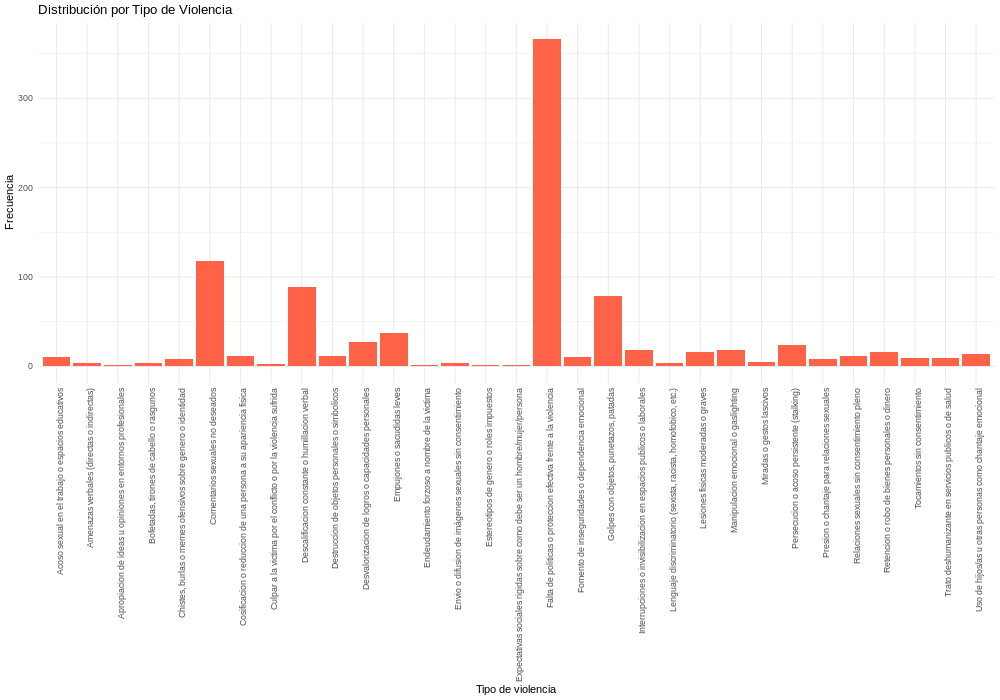 Distribución por Tipo de Violencia
Frecuencia
300
200
100
0
Acoso sexual en el trabajo o espacios educativos
Amenazas verbales (directas o indirectas)
Apropiacion de ideas u opiniones en entornos profesionales
Bofetadas, tirones de cabello o rasgunos
Chistes, burlas o memes ofensivos sobre genero o identidad
Comentarios sexuales no deseados
Cosificacion o reduccion de una persona a su apariencia fisica
Culpar a la victima por el conflicto o por la violencia sufrida
Descalificacion constante o humillacion verbal
Destruccion de objetos personales o simbolicos
Desvalorizacion de logros o capacidades personales
Empujones o sacudidas leves
Endeudamiento forzoso a nombre de la victima
Envio o difusion de imágenes sexuales sin consentimiento
Estereotipos de genero o roles impuestos
Expectativas sociales rigidas sobre como debe ser un hombre/mujer/persona
Falta de politicas o proteccion efectiva frente a la violencia
Fomento de inseguridades o dependencia emocional
Golpes con objetos, punetazos, patadas
Interrupciones o invisibilizacion en espacios publicos o laborales
Lenguaje discriminatorio (sexista, racista, homofobico, etc.)
Lesiones fisicas moderadas o graves
Manipulacion emocional o gaslighting
Miradas o gestos lascivos
Persecucion o acoso persistente (stalking)
Presion o chantaje para relaciones sexuales
Relaciones sexuales sin consentimiento pleno
Retencion o robo de bienes personales o dinero
Tocamientos sin consentimiento
Trato deshumanizante en servicios publicos o de salud
Uso de hijos/as u otras personas como chantaje emocional
Tipo de violencia